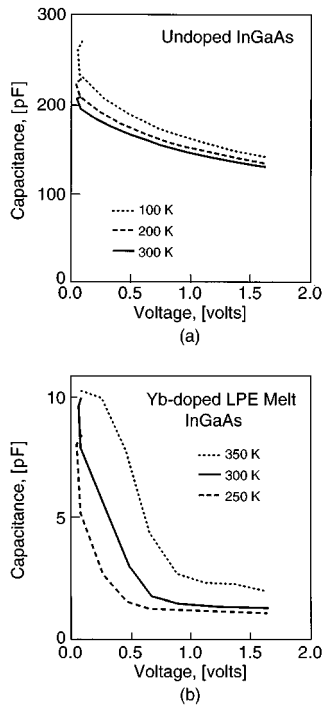 300
Undoped InGaAs
Capacitance, [pF]
200
100
100 K
200 K
300 K
0
0.0 0.5 1.0 1.5 2.0
Voltage, [volts]
(a)
10
Yb-doped LPE Melt
InGaAs
Capacitance, [pF]
350 K
300 K
250 K
5
0
0.0 0.5 1.0 1.5 2.0
Voltage, [volts]
(b)